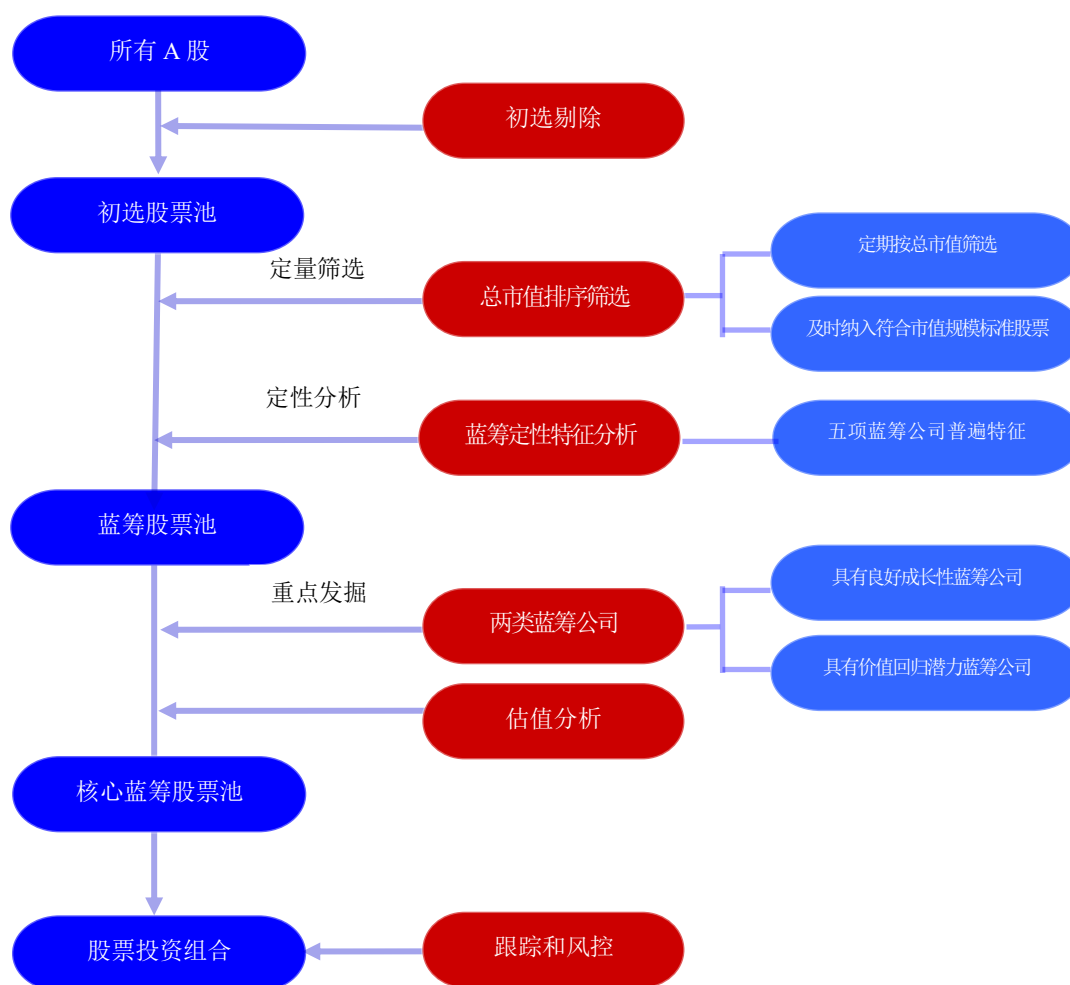 所有 A 股
初选剔除
初选股票池
定期按总市值筛选
定量筛选
总市值排序筛选
及时纳入符合市值规模标准股票
定性分析
蓝筹定性特征分析
五项蓝筹公司普遍特征
蓝筹股票池
具有良好成长性蓝筹公司
重点发掘
两类蓝筹公司
具有价值回归潜力蓝筹公司
估值分析
核心蓝筹股票池
股票投资组合
跟踪和风控